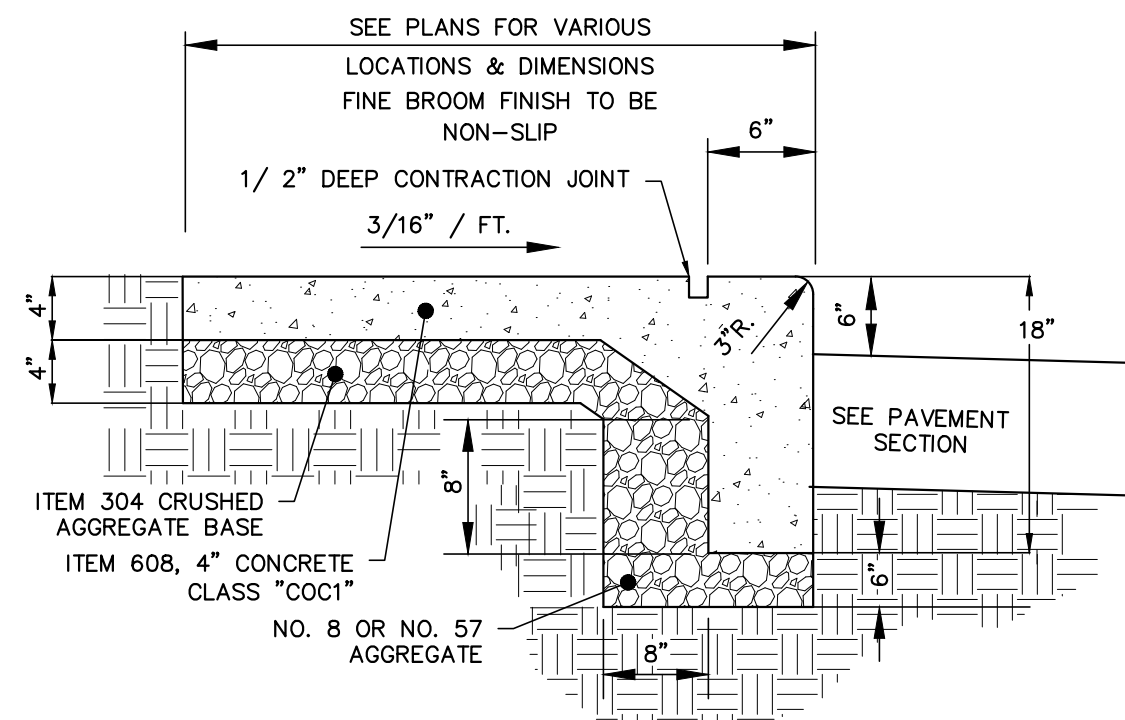 SEE PLANS FOR VARIOUS
LOCATIONS & DIMENSIONS
FINE BROOM FINISH TO BE
NON-SLIP
6"
1/ 2" DEEP CONTRACTION JOINT
3/16" / FT.
4"
4"
3"R.
6"
18"
SEE PAVEMENT
SECTION
8"
ITEM 304 CRUSHED
AGGREGATE BASE
ITEM 608, 4" CONCRETE
CLASS "COC1"
6"
NO. 8 OR NO. 57
AGGREGATE
8"